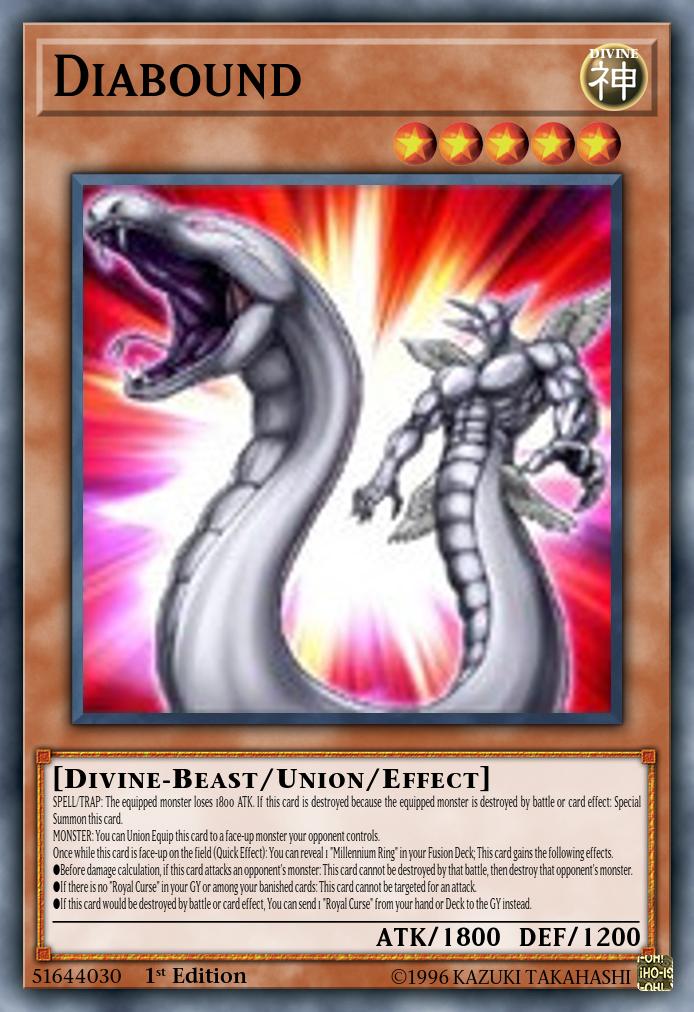 DIABOUND
DIVINE
神
[DIVINE-BEAST/UNION/EFFECT]
SPELL/TRAP: The equipped monster loses 1800 ATK. If this card is destroyed because the equipped monster is destroyed by battle or card effect: Special
Summon this card.
MONSTER: You can Union Equip this card to a face-up monster your opponent controls.
Once while this card is face-up on the field (Quick Effect): You can reveal 1 "Millennium Ring" in your Fusion Deck; This card gains the following effects.
●Before damage calculation, if this card attacks an opponent's monster: This card cannot be destroyed by that battle, then destroy that opponent's monster.
●If there is no "Royal Curse" in your GY or among your banished cards: This card cannot be targeted for an attack.
●If this card would be destroyed by battle or card effect, You can send 1 "Royal Curse" from your hand or Deck to the GY instead.
ATK/1800 DEF/1200
51644030 1st Edition ©1996 KAZUKI TAKAHASHI